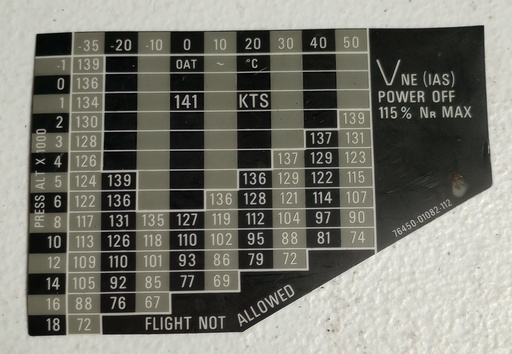 -35 -20 -10 0 10 20 30 40 50
-1 139 OAT ~ °C
0 136
1 134 141 KTS
2 130 139
3 128 137 131
4 126 137 129 123
5 124 139 136 129 122 115
6 122 136 136 128 121 114 107
8 117 131 135 127 119 112 104 97 90
10 113 126 118 110 102 95 88 81 74
12 109 110 101 93 86 79 72
14 105 92 85 77 69
16 88 76 67
18 72 FLIGHT NOT ALLOWED
PRESS ALT X 1000
VNE (IAS)
POWER OFF
115 % NR MAX
76450-01082-112